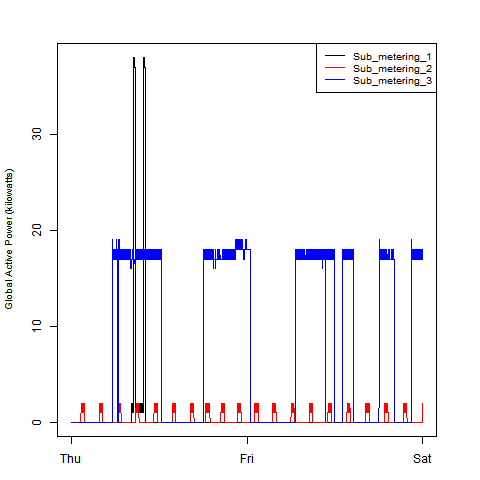 Sub_metering_1
Sub_metering_2
Sub_metering_3
Global Active Power (kilowatts)
30
20
10
0
Thu Fri Sat